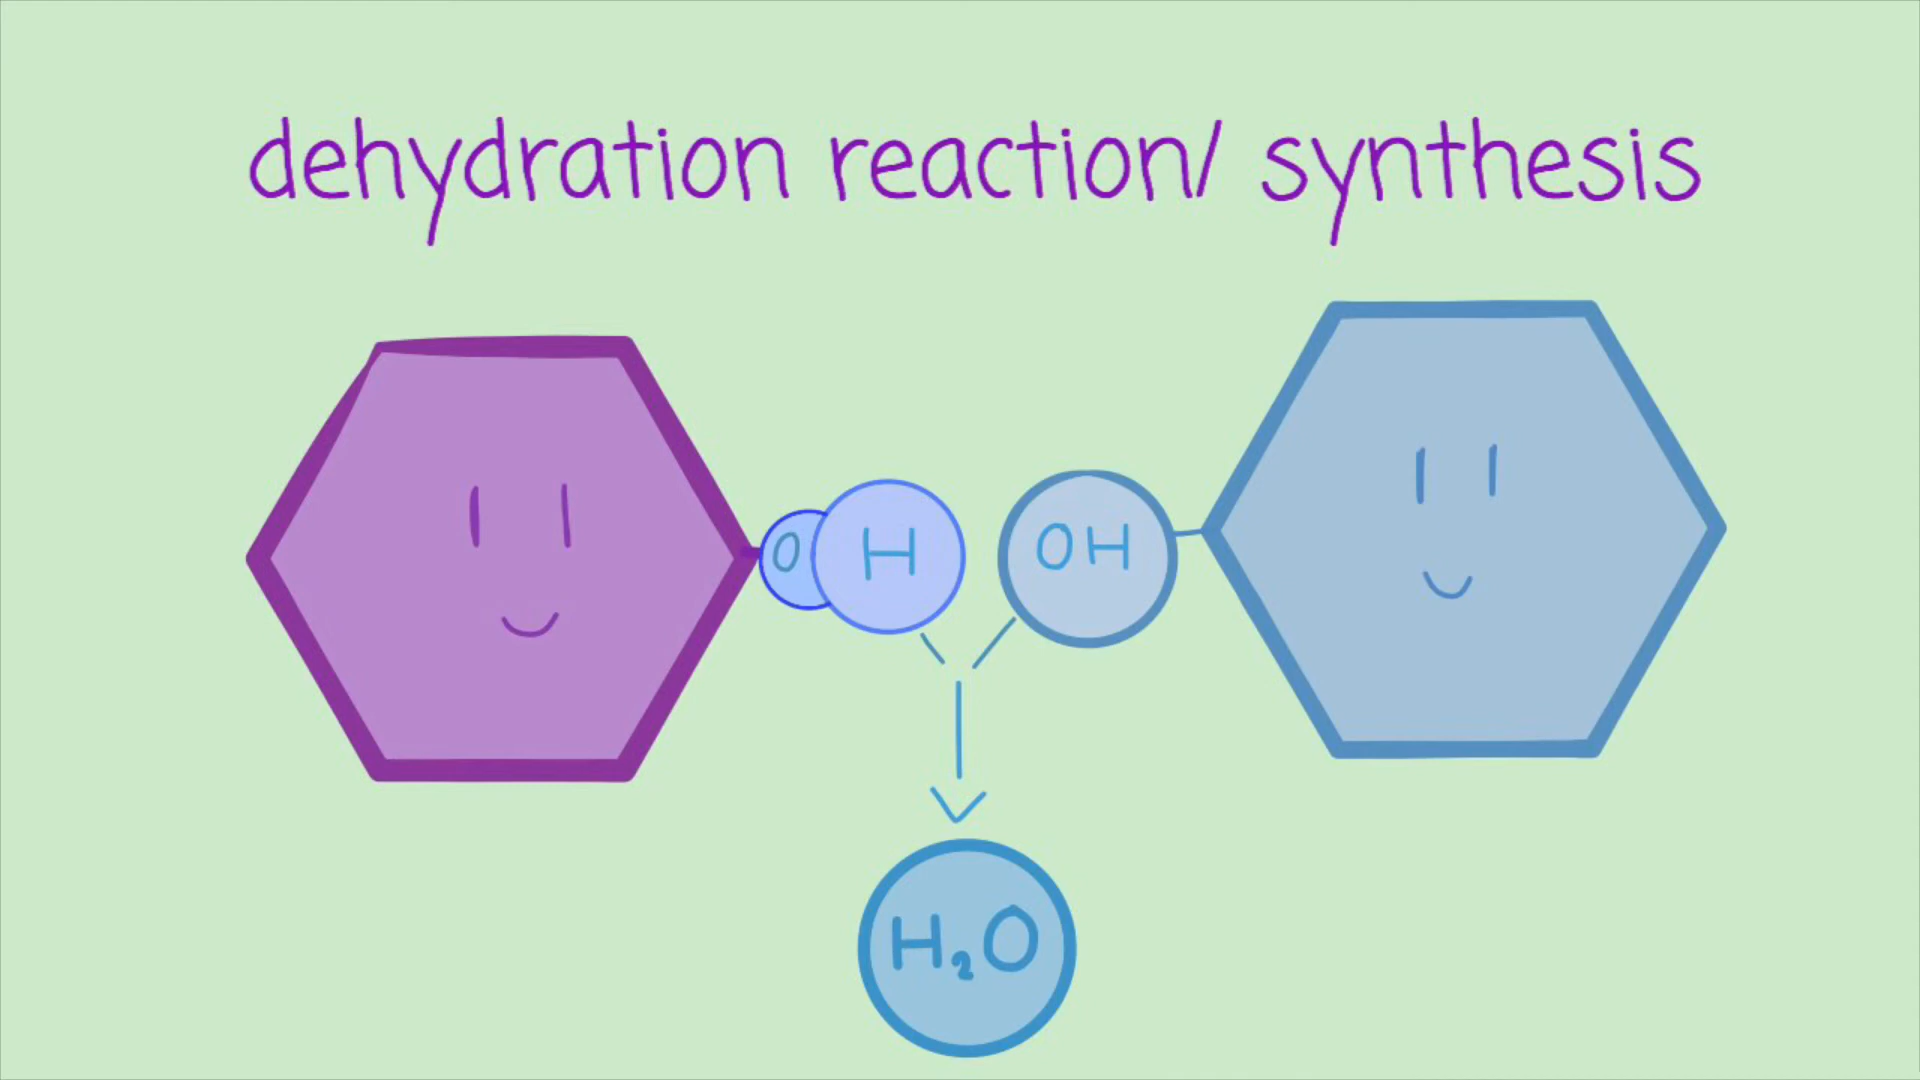 dehydration reaction/ synthesis
O H OH
H₂O